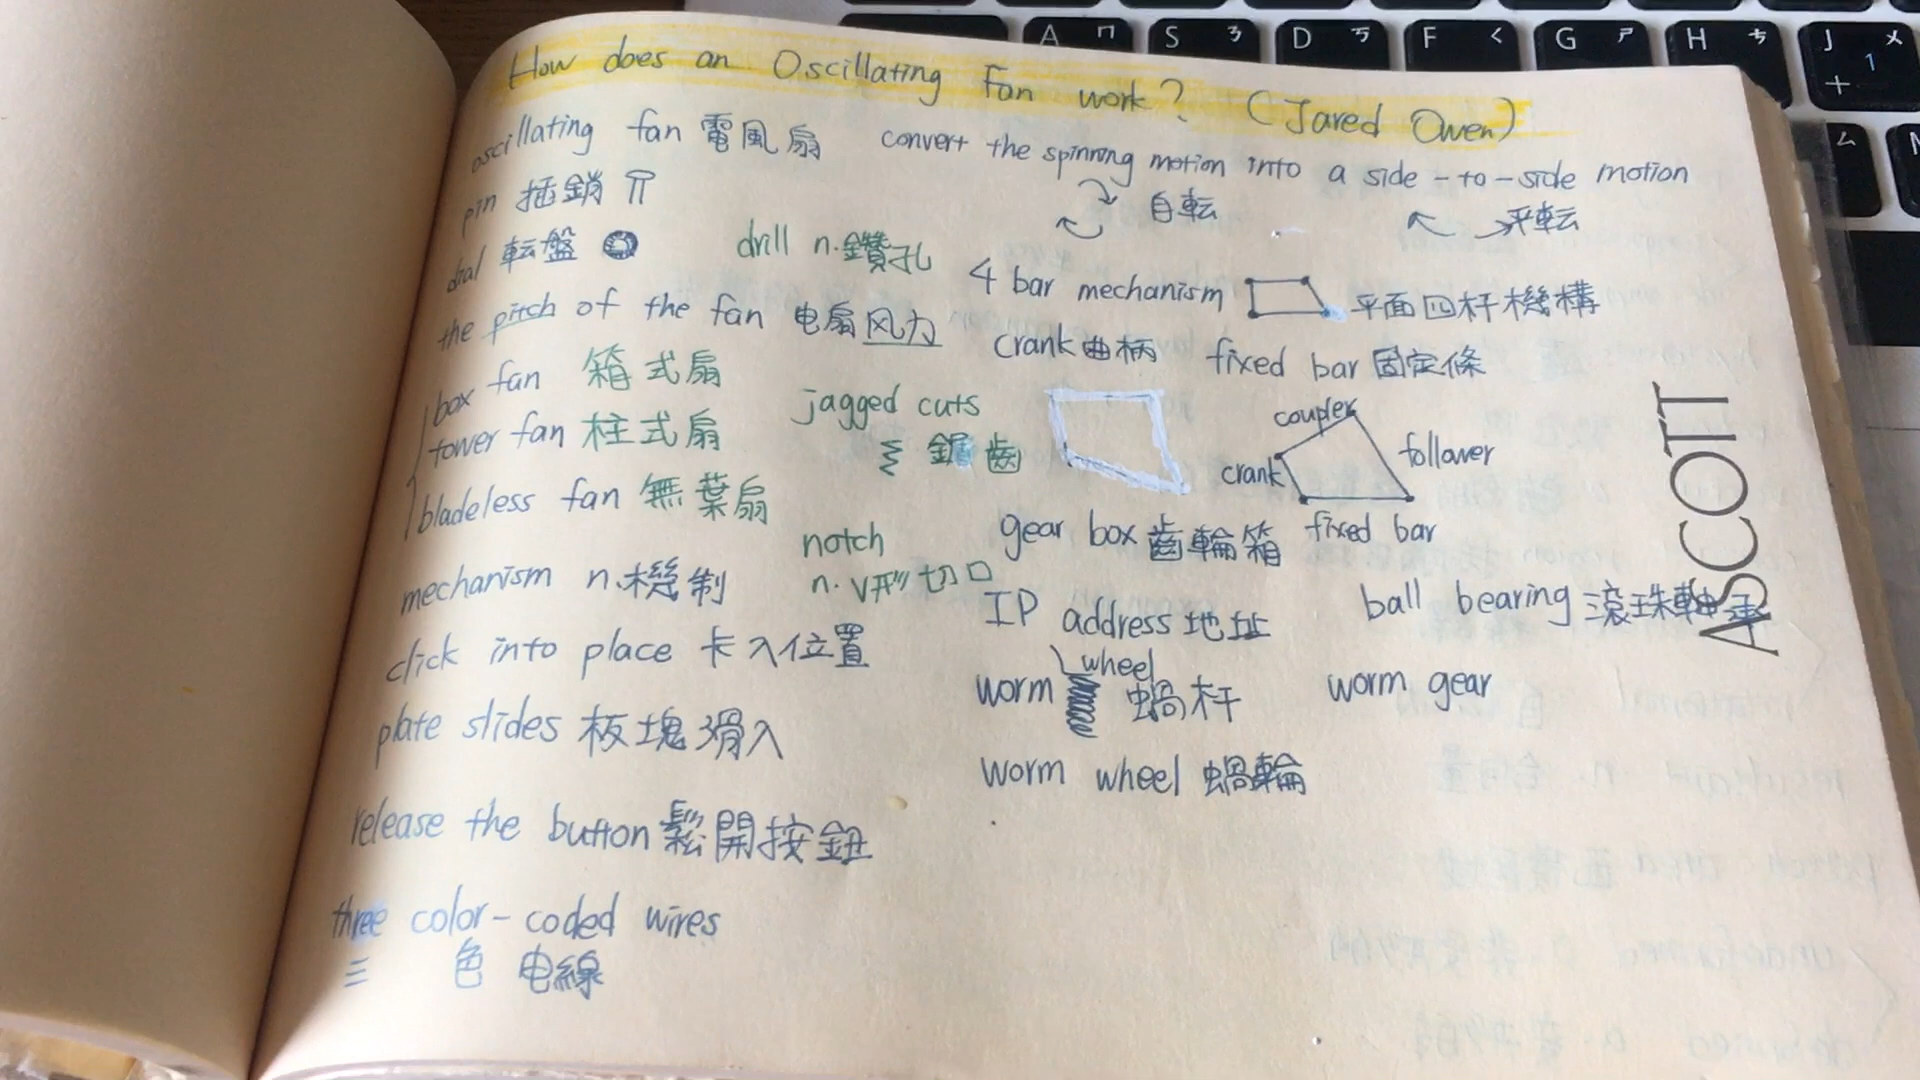 How does an Oscillating Fan work? (Jared Owen)
oscillating fan 電風扇
pin 插銷
dial 転盤
the pitch of the fan 电扇风力
box fan 箱式扇
tower fan 柱式扇
bladeless fan 無葉扇
mechanism n.機制
click into place 卡入位置
plate slides 板塊滑入
release the button 鬆開按鈕
three color-coded wires
三 色 电線
drill n.鑽孔
jagged cuts
鋸齒
notch
n. V形切口
convert the spinning motion into a side-to-side motion
自転 平転
4 bar mechanism 平面四杆機構
crank 曲柄 fixed bar 固定條
coupler
crank follower
fixed bar
gear box 齒輪箱
IP address 地址
ball bearing 滾珠軸承
wheel
worm 蝸杆 worm gear
worm wheel 蝸輪
ASCOTT
A ㄇ
S ㄋ
D ㄎ
F ㄑ
G ㄕ
H ㄘ
J ㄨ
1
+
ㄙ